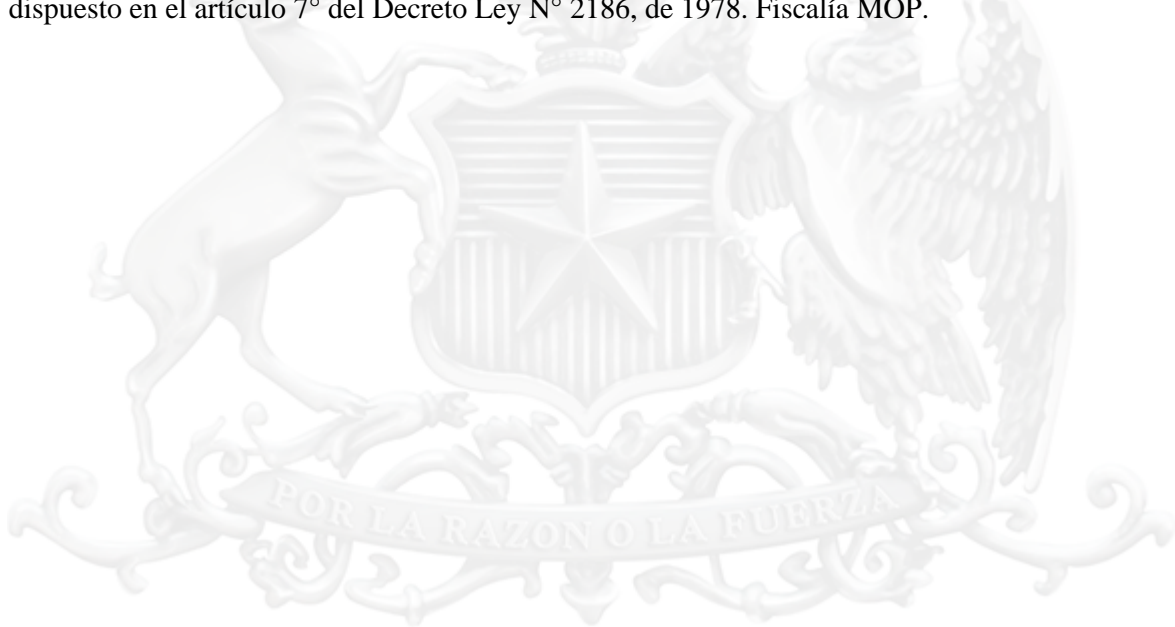 dispuesto en el artículo 7° del Decreto Ley N° 2186, de 1978. Fiscalía MOP.
POR LA RAZON O LA FUERZA